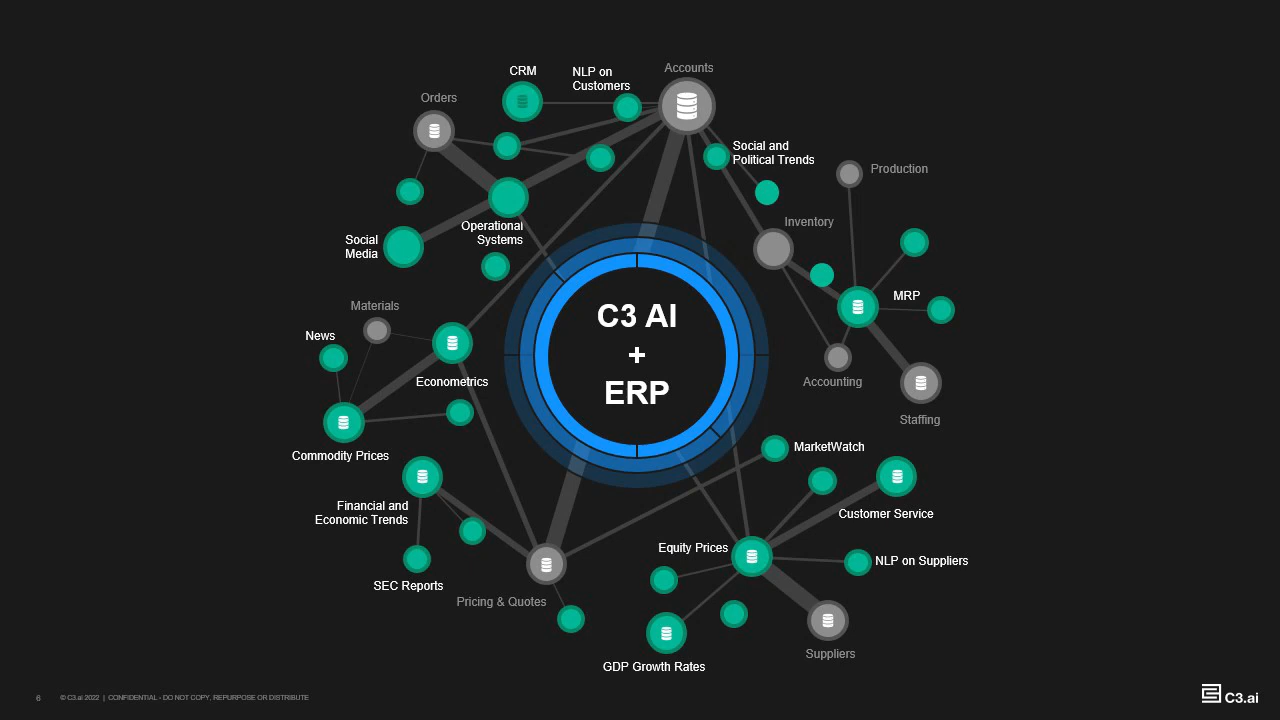 CRM
NLP on
Customers
Accounts
Orders
Social and
Political Trends
Production
Inventory
Operational
Systems
Social
Media
MRP
Materials
News
C3 AI
+
ERP
Econometrics
Accounting
Staffing
Commodity Prices
MarketWatch
Financial and
Economic Trends
Customer Service
Equity Prices
NLP on Suppliers
SEC Reports
Pricing & Quotes
Suppliers
GDP Growth Rates
6 © C3.ai 2022 | CONFIDENTIAL - DO NOT COPY, REPURPOSE OR DISTRIBUTE
C3.ai